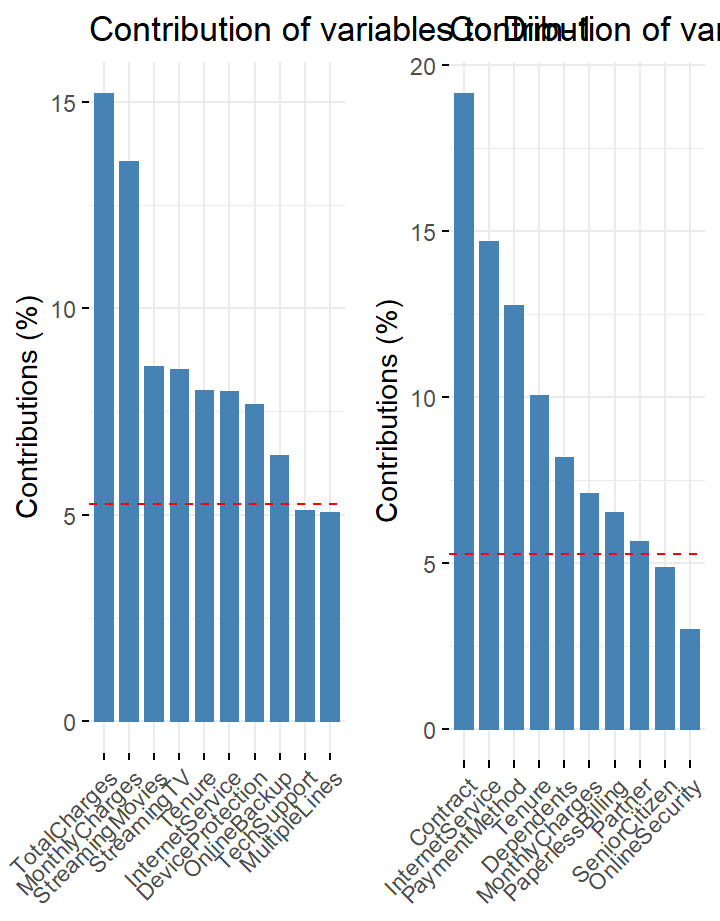 Contribution of variables to Dim-1
Contribution of var
Contributions (%)
15
10
5
0
TotalCharges
MonthlyCharges
StreamingMovies
StreamingTV
Tenure
InternetService
DeviceProtection
OnlineBackup
TechSupport
MultipleLines
Contributions (%)
20
15
10
5
0
Contract
InternetService
PaymentMethod
Tenure
Dependents
MonthlyCharges
PaperlessBilling
Partner
SeniorCitizen
OnlineSecurity